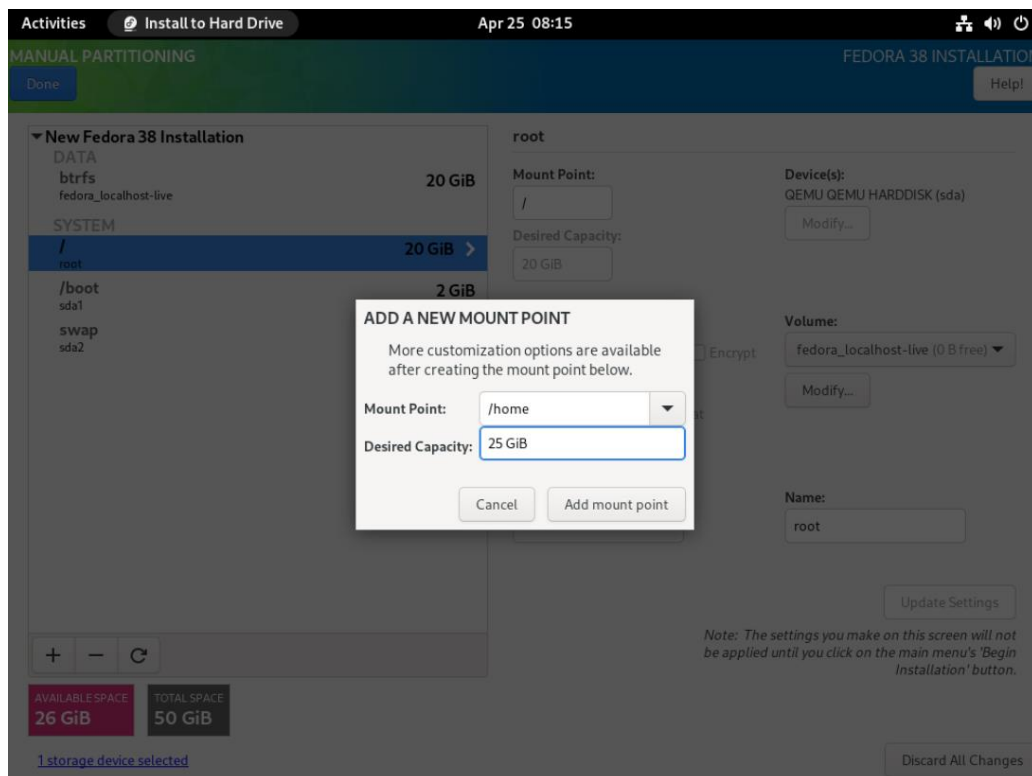 Activities Install to Hard Drive Apr 25 08:15
MANUAL PARTITIONING FEDORA 38 INSTALLATION
Done Help!
New Fedora 38 Installation
DATA
btrfs 20 GiB
fedora_localhost-live
SYSTEM
/ 20 GiB
root
/boot 2 GiB
sda1
swap
sda2
root
Mount Point: Device(s):
/ QEMU QEMU HARDDISK (sda)
Modify...
Desired Capacity:
20 GiB
Volume:
Encrypt fedora_localhost-live (0 B free)
Modify...
Name:
root
ADD A NEW MOUNT POINT
More customization options are available
after creating the mount point below.
Mount Point: /home
Desired Capacity: 25 GiB
Cancel Add mount point
Update Settings
Note: The settings you make on this screen will not
be applied until you click on the main menu's 'Begin
Installation' button.
+ −
AVAILABLE SPACE TOTAL SPACE
26 GiB 50 GiB
1 storage device selected Discard All Changes